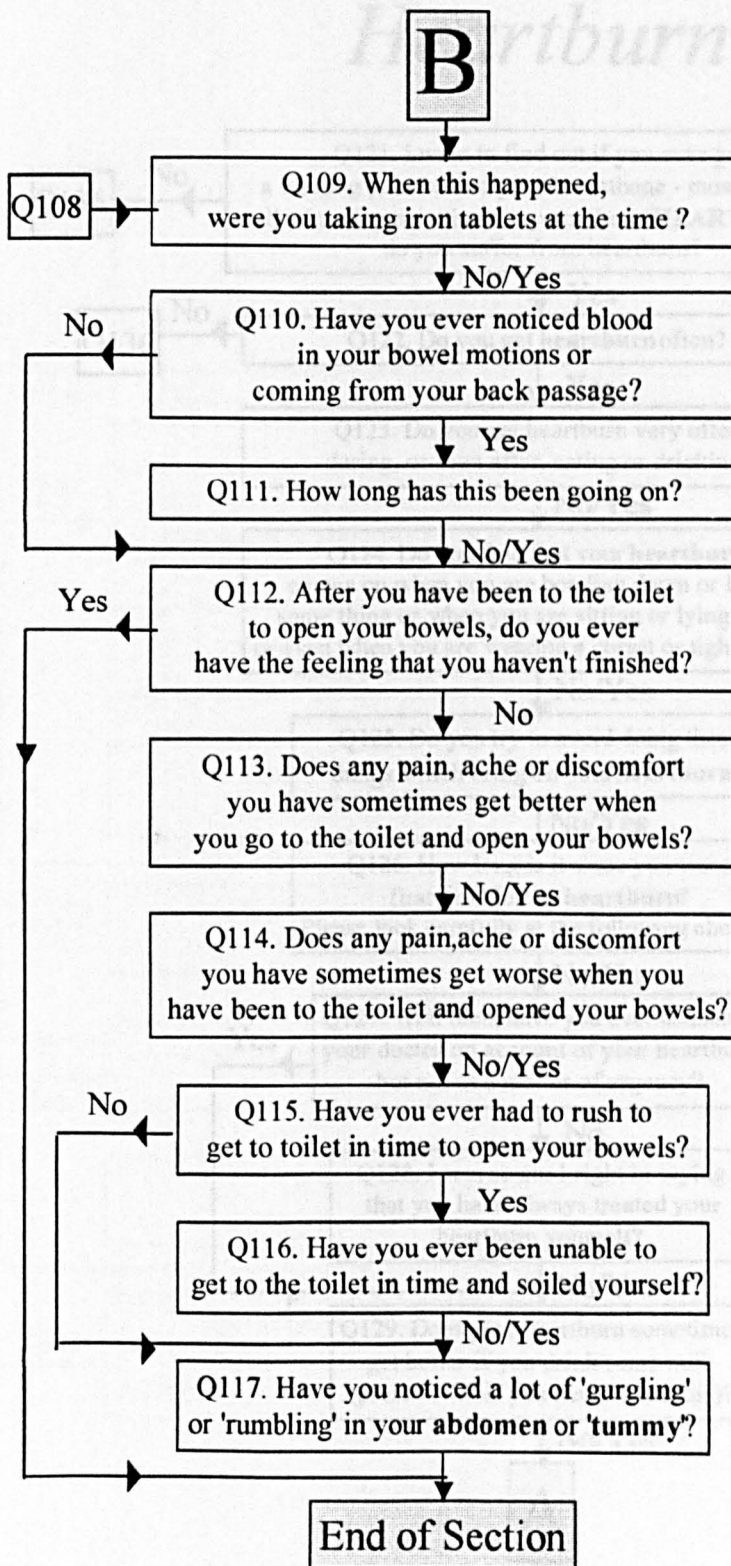 B
Q108
Q109. When this happened,
were you taking iron tablets at the time ?
No/Yes
No
Q110. Have you ever noticed blood
in your bowel motions or
coming from your back passage?
Yes
Q111. How long has this been going on?
No/Yes
Yes
Q112. After you have been to the toilet
to open your bowels, do you ever
have the feeling that you haven't finished?
No
Q113. Does any pain, ache or discomfort
you have sometimes get better when
you go to the toilet and open your bowels?
No/Yes
Q114. Does any pain,ache or discomfort
you have sometimes get worse when you
have been to the toilet and opened your bowels?
No/Yes
No
Q115. Have you ever had to rush to
get to toilet in time to open your bowels?
Yes
Q116. Have you ever been unable to
get to the toilet in time and soiled yourself?
No/Yes
Q117. Have you noticed a lot of 'gurgling'
or 'rumbling' in your abdomen or 'tummy'?
End of Section